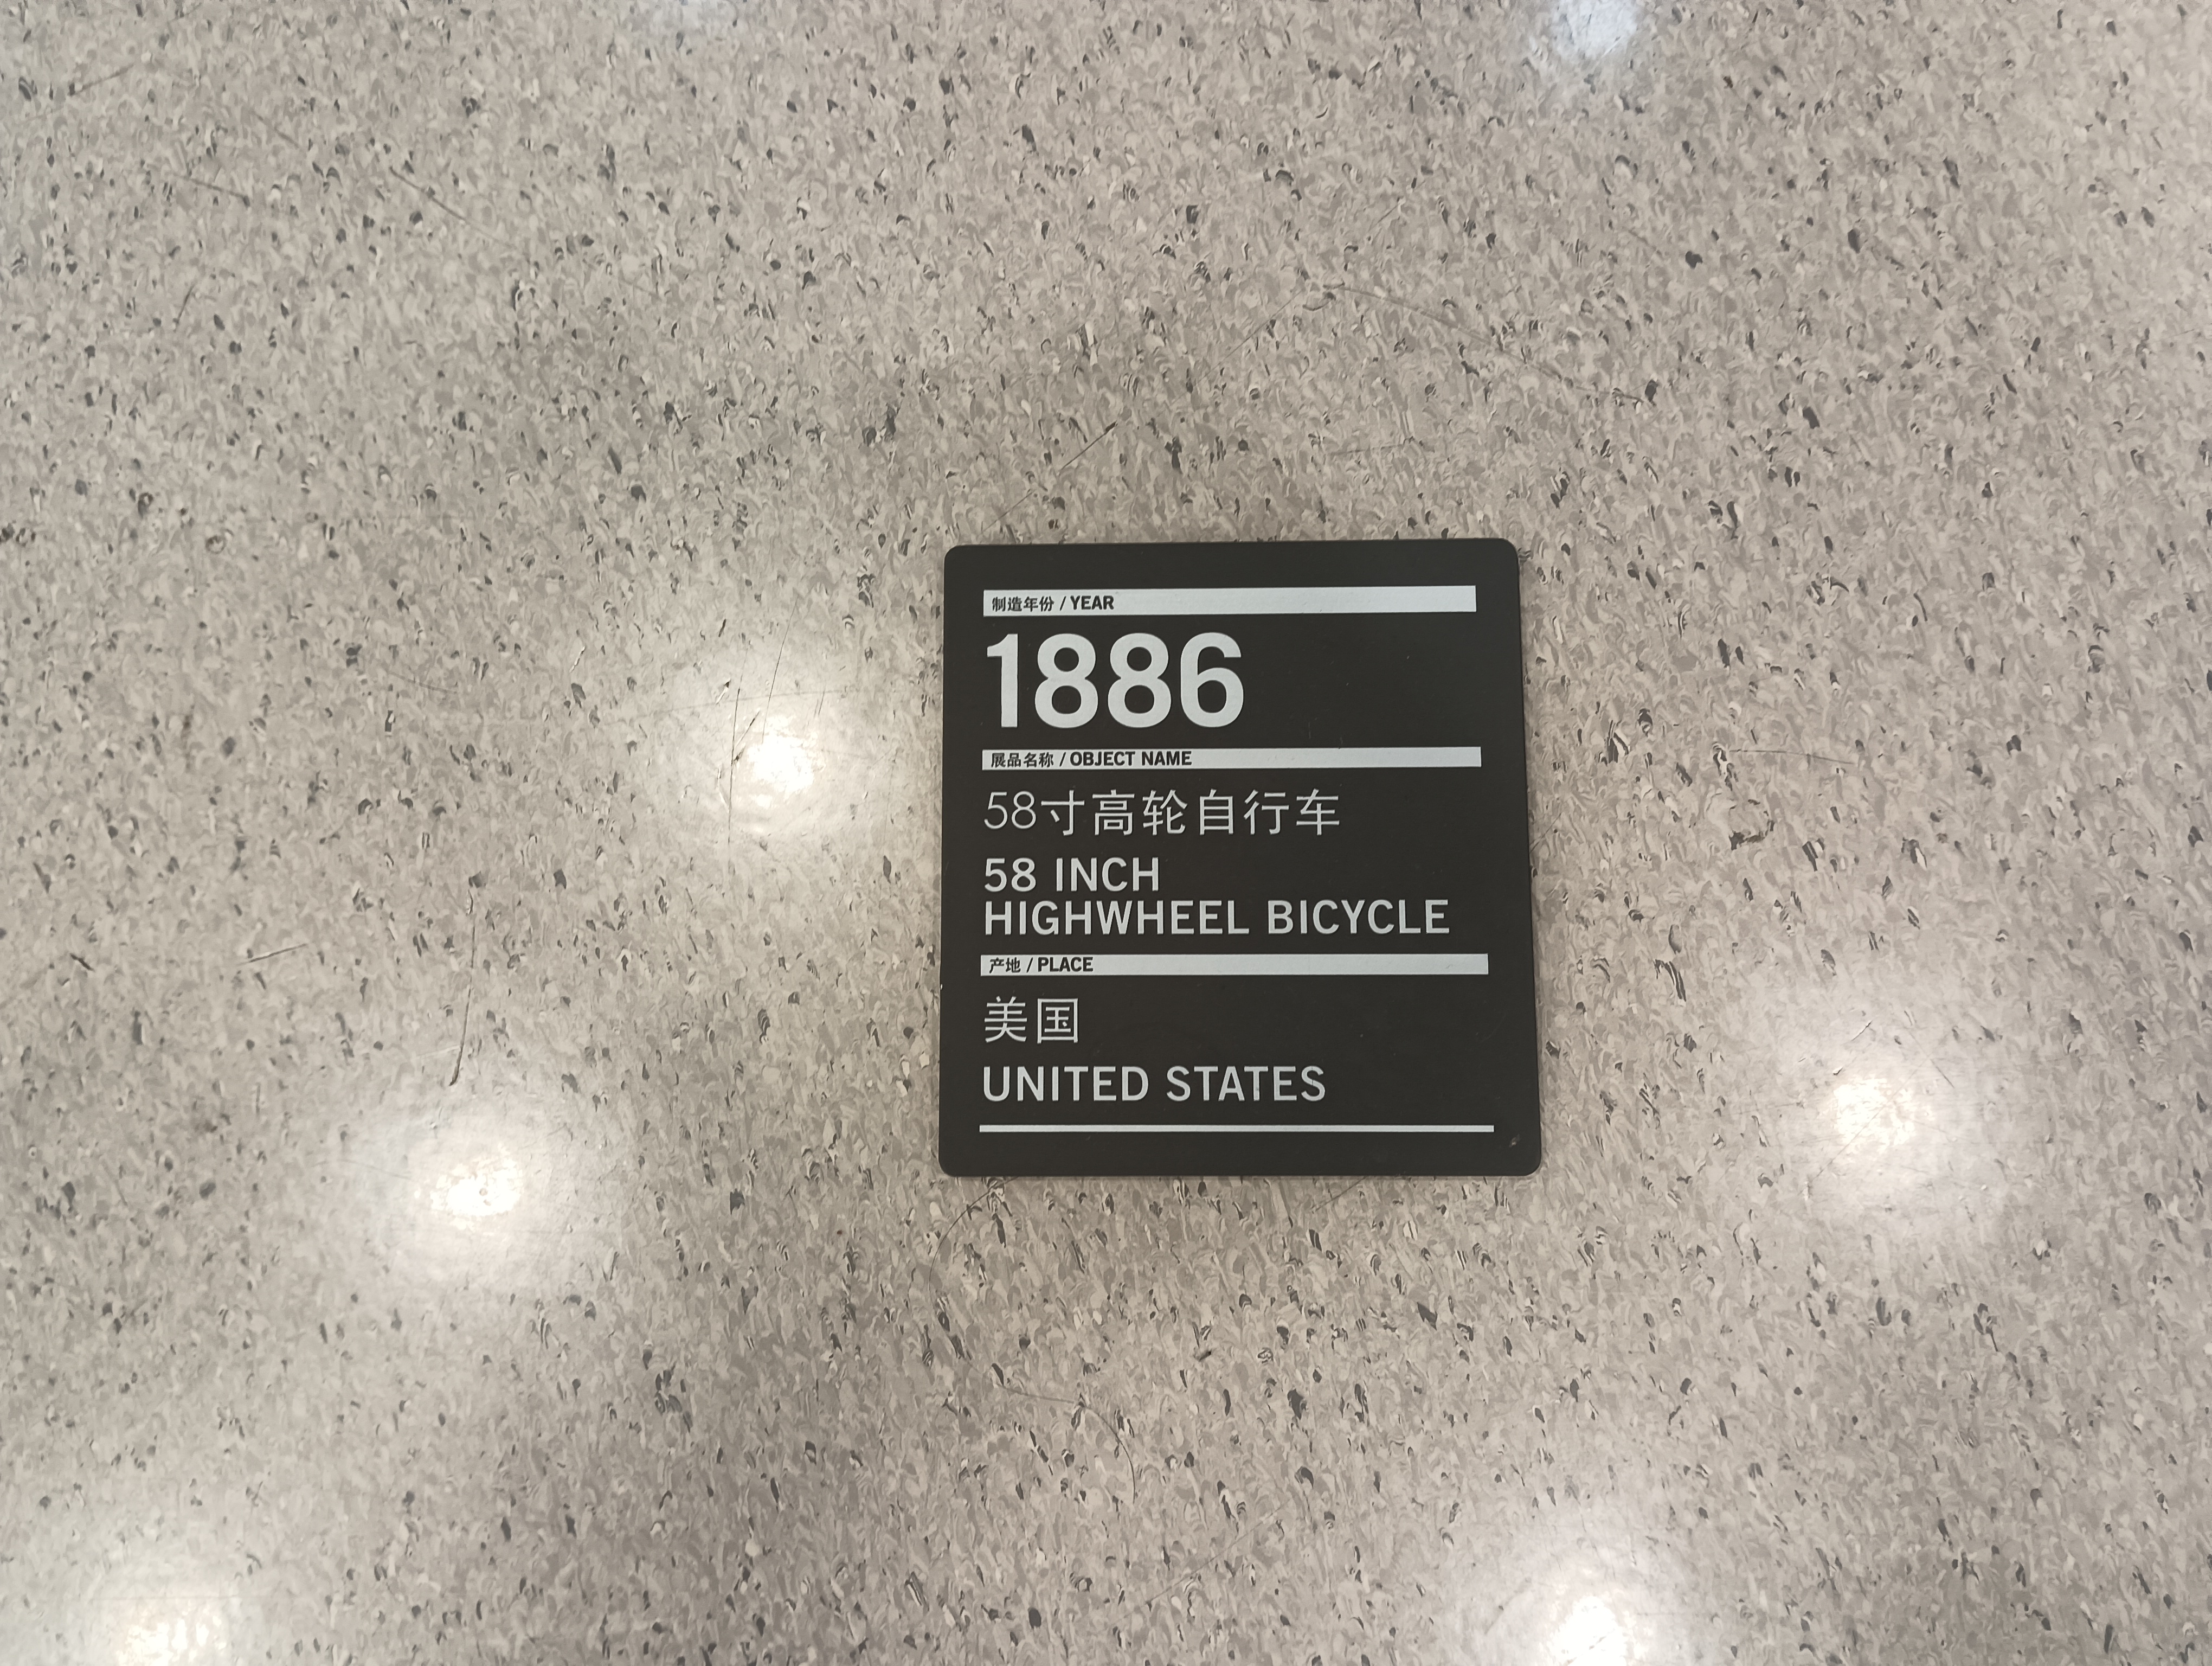 制造年份 / YEAR
1886
展品名称 / OBJECT NAME
58寸高轮自行车
58 INCH
HIGHWHEEL BICYCLE
产地 / PLACE
美国
UNITED STATES